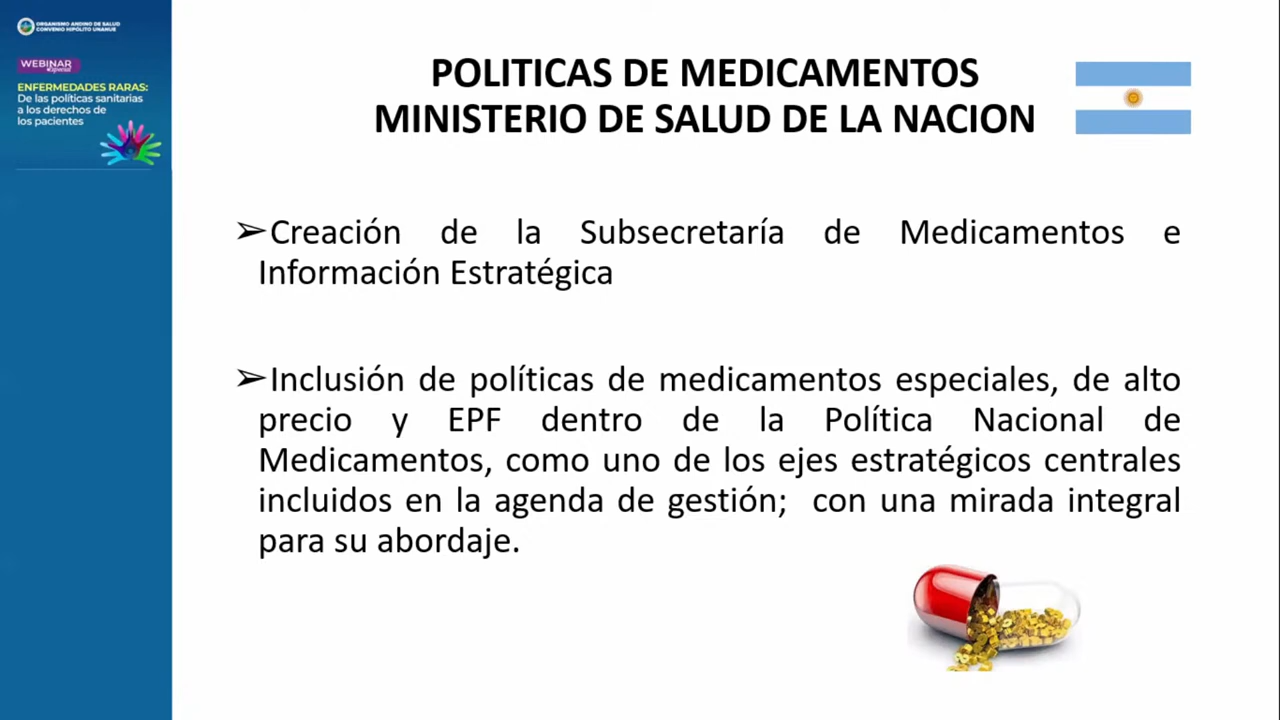 ORGANISMO ANDINO DE SALUD
CONVENIO HIPÓLITO UNANUE
WEBINAR
Especial
ENFERMEDADES RARAS:
De las políticas sanitarias
a los derechos de
los pacientes
POLITICAS DE MEDICAMENTOS
MINISTERIO DE SALUD DE LA NACION
➢Creación de la Subsecretaría de Medicamentos e
Información Estratégica
➢Inclusión de políticas de medicamentos especiales, de alto
precio y EPF dentro de la Política Nacional de
Medicamentos, como uno de los ejes estratégicos centrales
incluidos en la agenda de gestión; con una mirada integral
para su abordaje.